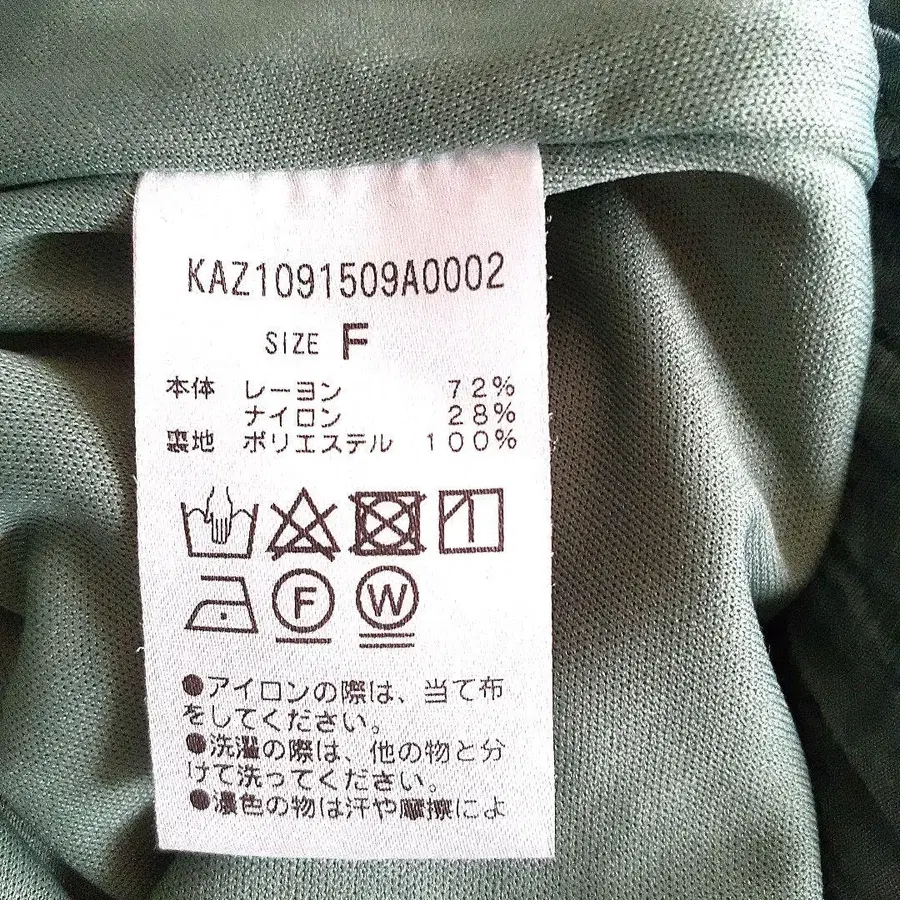 KAZ1091509A0002
SIZE F
本体 レーヨン 72%
ナイロン 28%
裏地 ポリエステル 100%
F W
●アイロンの際は、当て布
をしてください。
●洗濯の際は、他の物と分
けて洗ってください。
●濃色の物は汗や摩擦によ